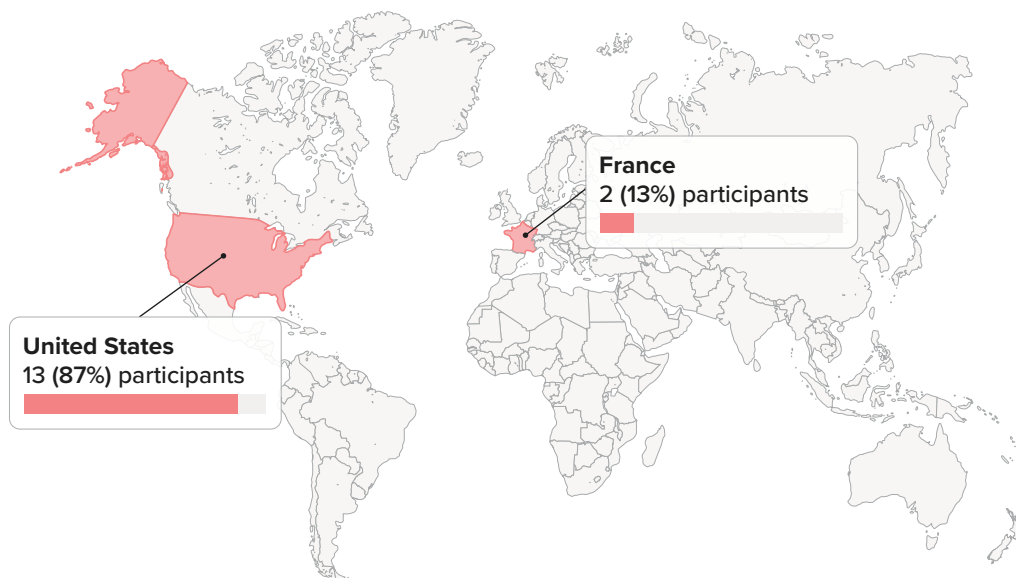 France
2 (13%) participants
United States
13 (87%) participants